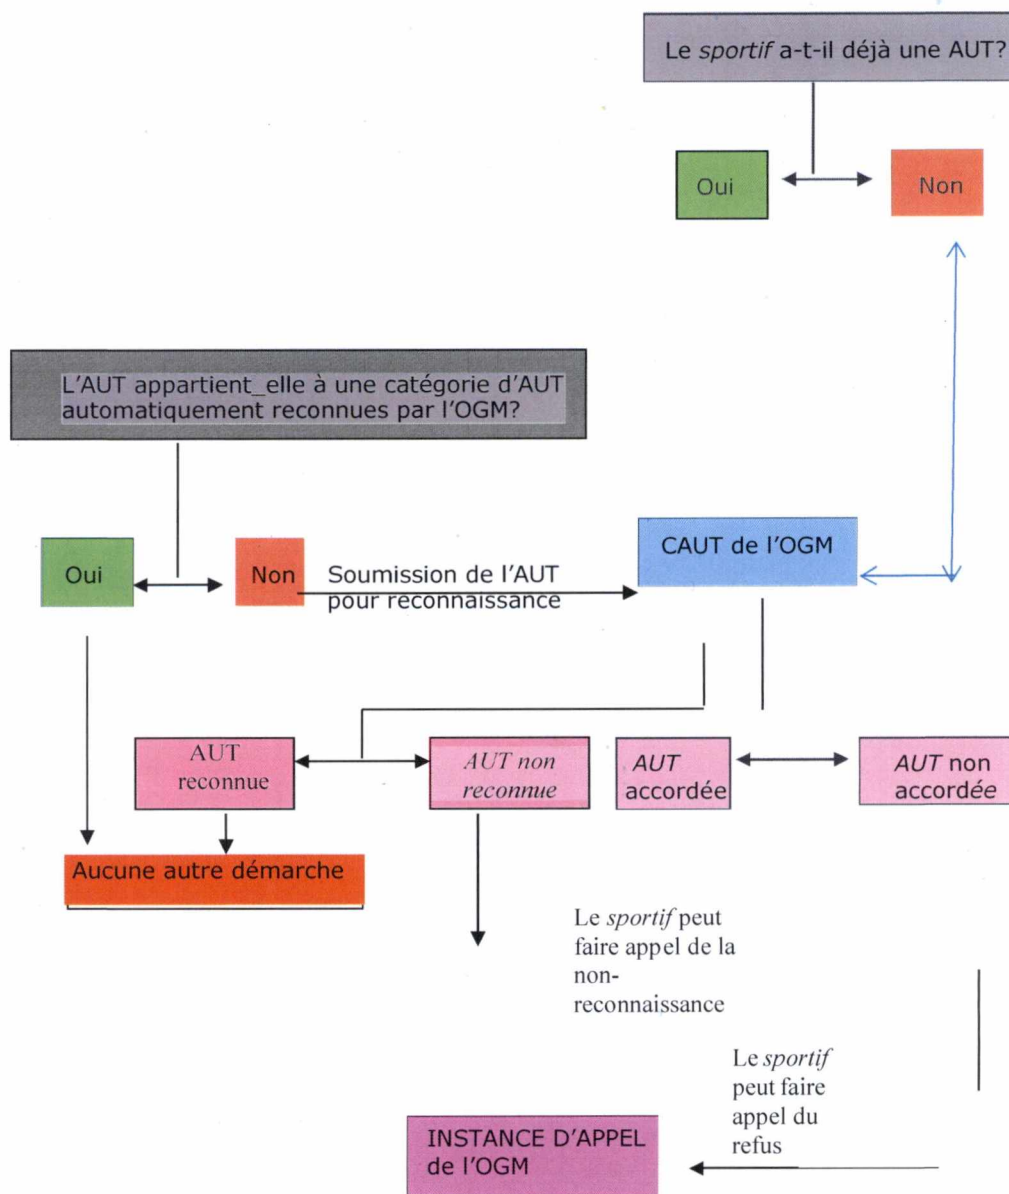 Le sportif a-t-il déjà une AUT?
Oui
Non
L'AUT appartient_elle à une catégorie d'AUT
automatiquement reconnues par l'OGM?
Oui
Non
Soumission de l'AUT
pour reconnaissance
CAUT de l'OGM
AUT
reconnue
AUT non
reconnue
AUT
accordée
AUT non
accordée
Aucune autre démarche
Le sportif peut
faire appel de la
non-
reconnaissance
Le sportif
peut faire
appel du
refus
INSTANCE D'APPEL
de l'OGM